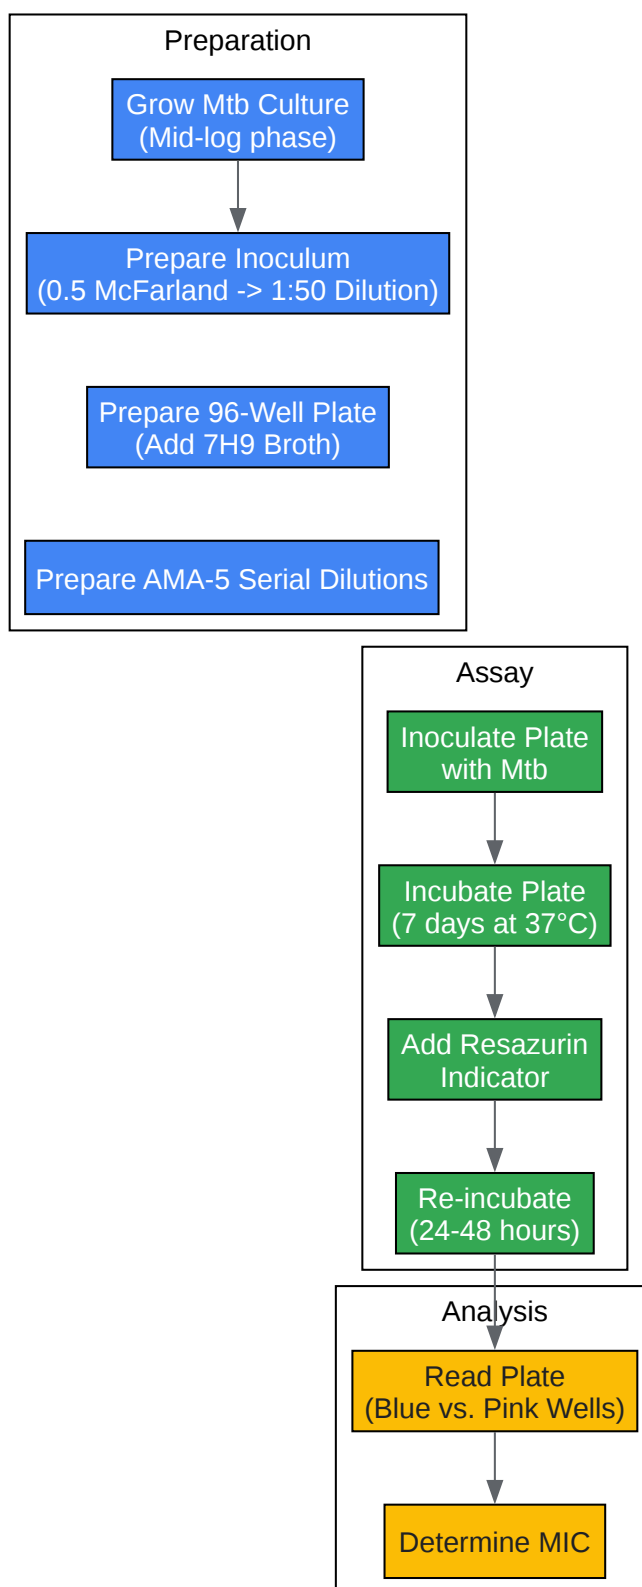 Preparation
Grow Mtb Culture
(Mid-log phase)
Prepare Inoculum
(0.5 McFarland -> 1:50 Dilution)
Prepare 96-Well Plate
(Add 7H9 Broth)
Prepare AMA-5 Serial Dilutions
Assay
Inoculate Plate
with Mtb
Incubate Plate
(7 days at 37°C)
Add Resazurin
Indicator
Re-incubate
(24-48 hours)
Analysis
Read Plate
(Blue vs. Pink Wells)
Determine MIC